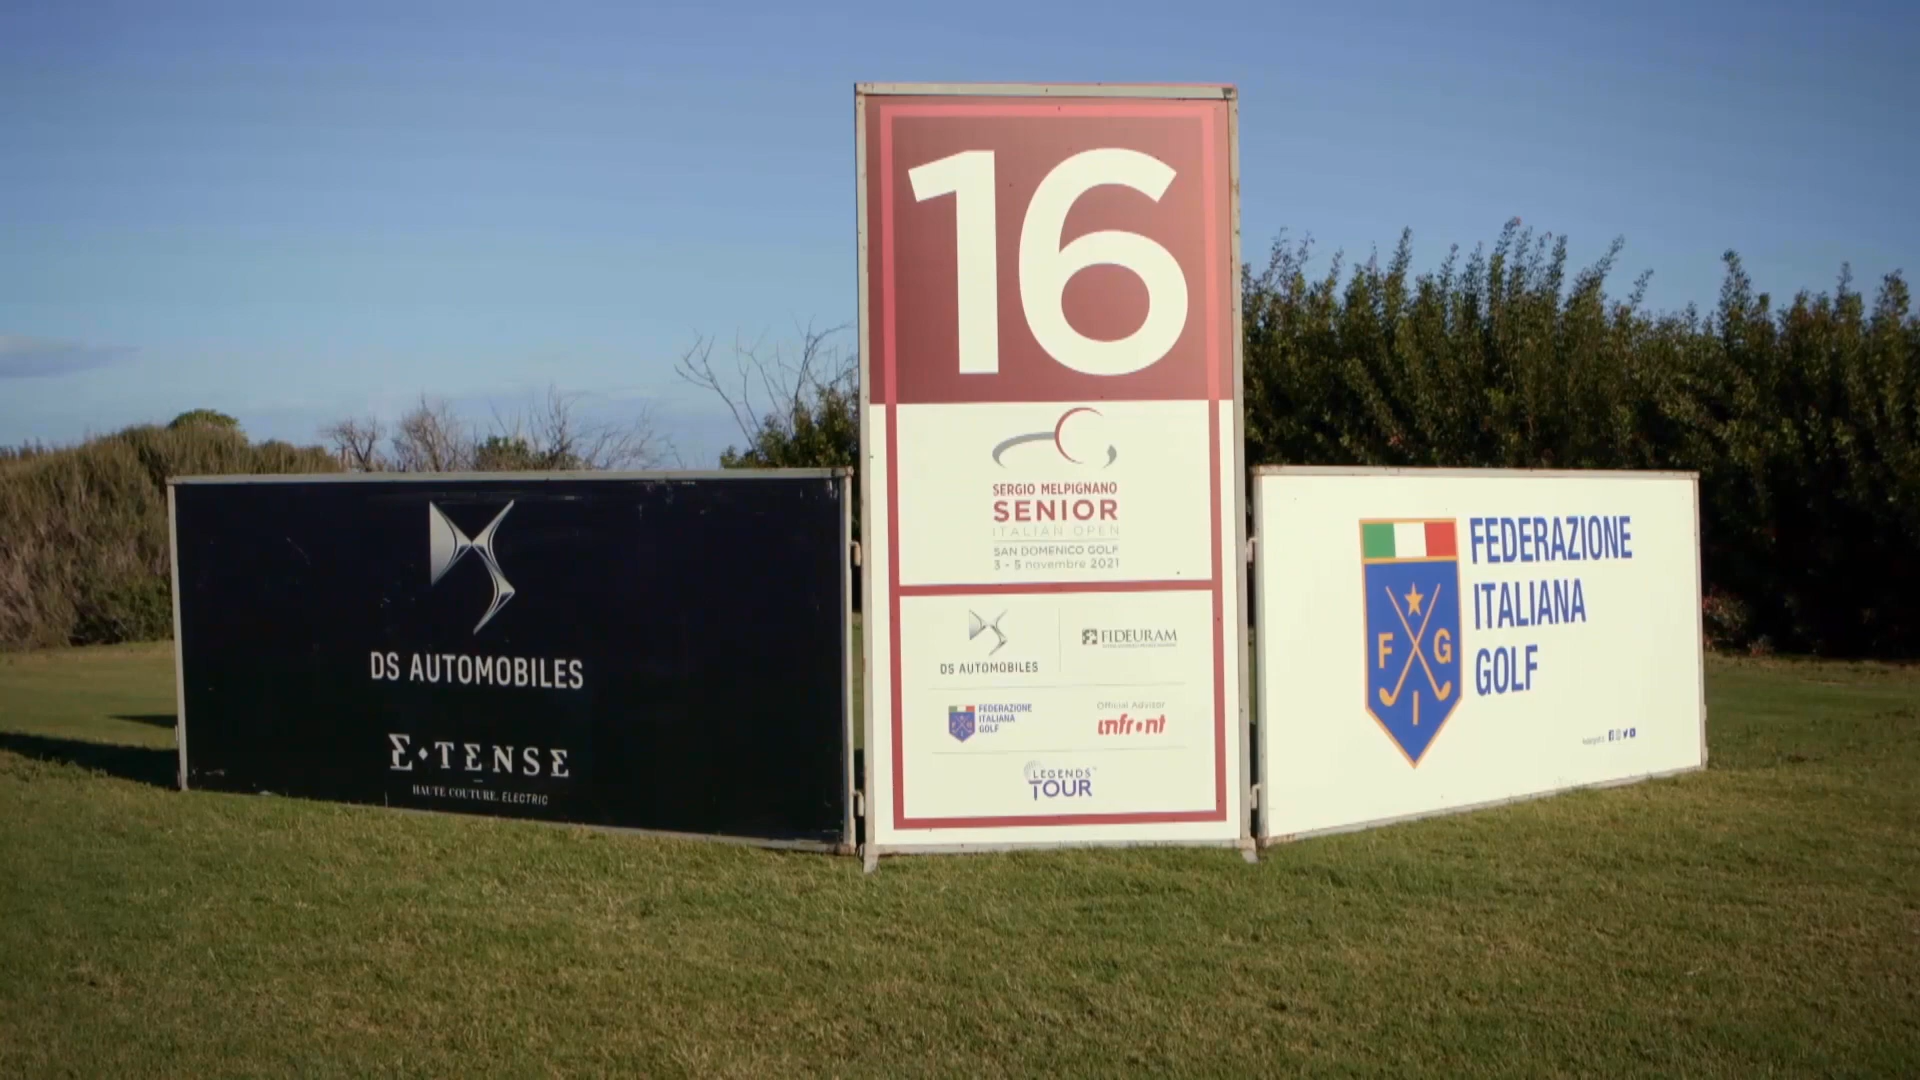 DS AUTOMOBILES
E•TENSE
HAUTE COUTURE. ELECTRIC
16
SERGIO MELPIGNANO
SENIOR
ITALIAN OPEN
SAN DOMENICO GOLF
3 - 5 novembre 2021
DS AUTOMOBILES
FIDEURAM
FEDERAZIONE
ITALIANA
GOLF
F G
I
Official Advisor
infront
LEGENDS
TOUR
FEDERAZIONE
ITALIANA
GOLF
F G
I